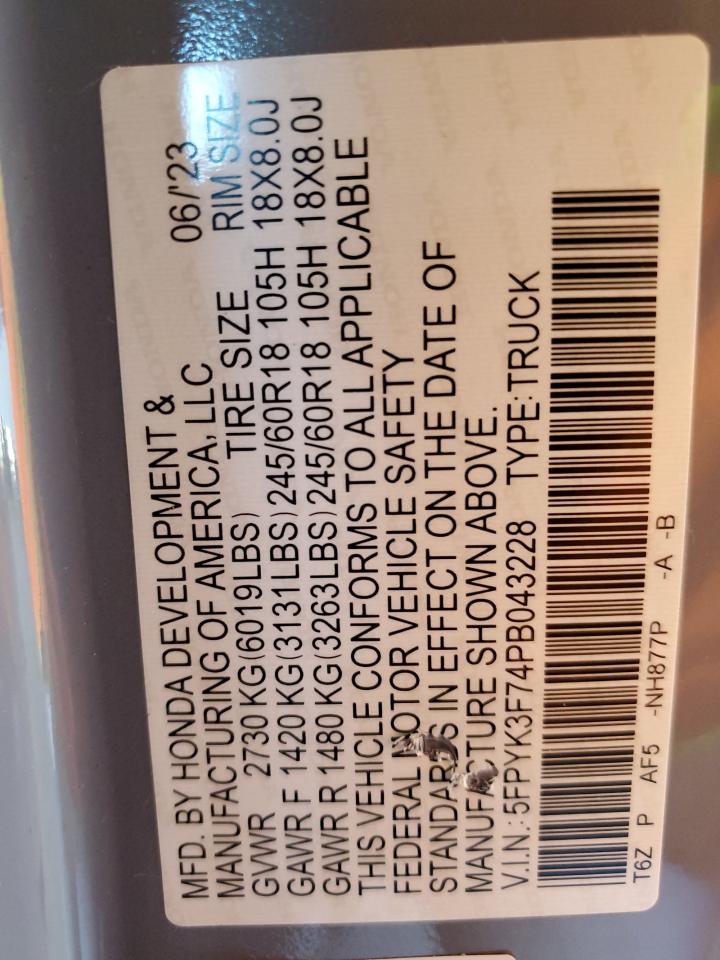 MFD. BY HONDA DEVELOPMENT &
MANUFACTURING OF AMERICA, LLC 06/'23
GVWR 2730 KG (6019LBS) TIRE SIZE RIM SIZE
GAWR F 1420 KG (3131LBS) 245/60R18 105H 18X8.0J
GAWR R 1480 KG (3263LBS) 245/60R18 105H 18X8.0J
THIS VEHICLE CONFORMS TO ALL APPLICABLE
FEDERAL MOTOR VEHICLE SAFETY
STANDARDS IN EFFECT ON THE DATE OF
MANUFACTURE SHOWN ABOVE.
V.I.N.: 5FPYK3F74PB043228 TYPE: TRUCK
T6Z P AF5 -NH877P -A -B